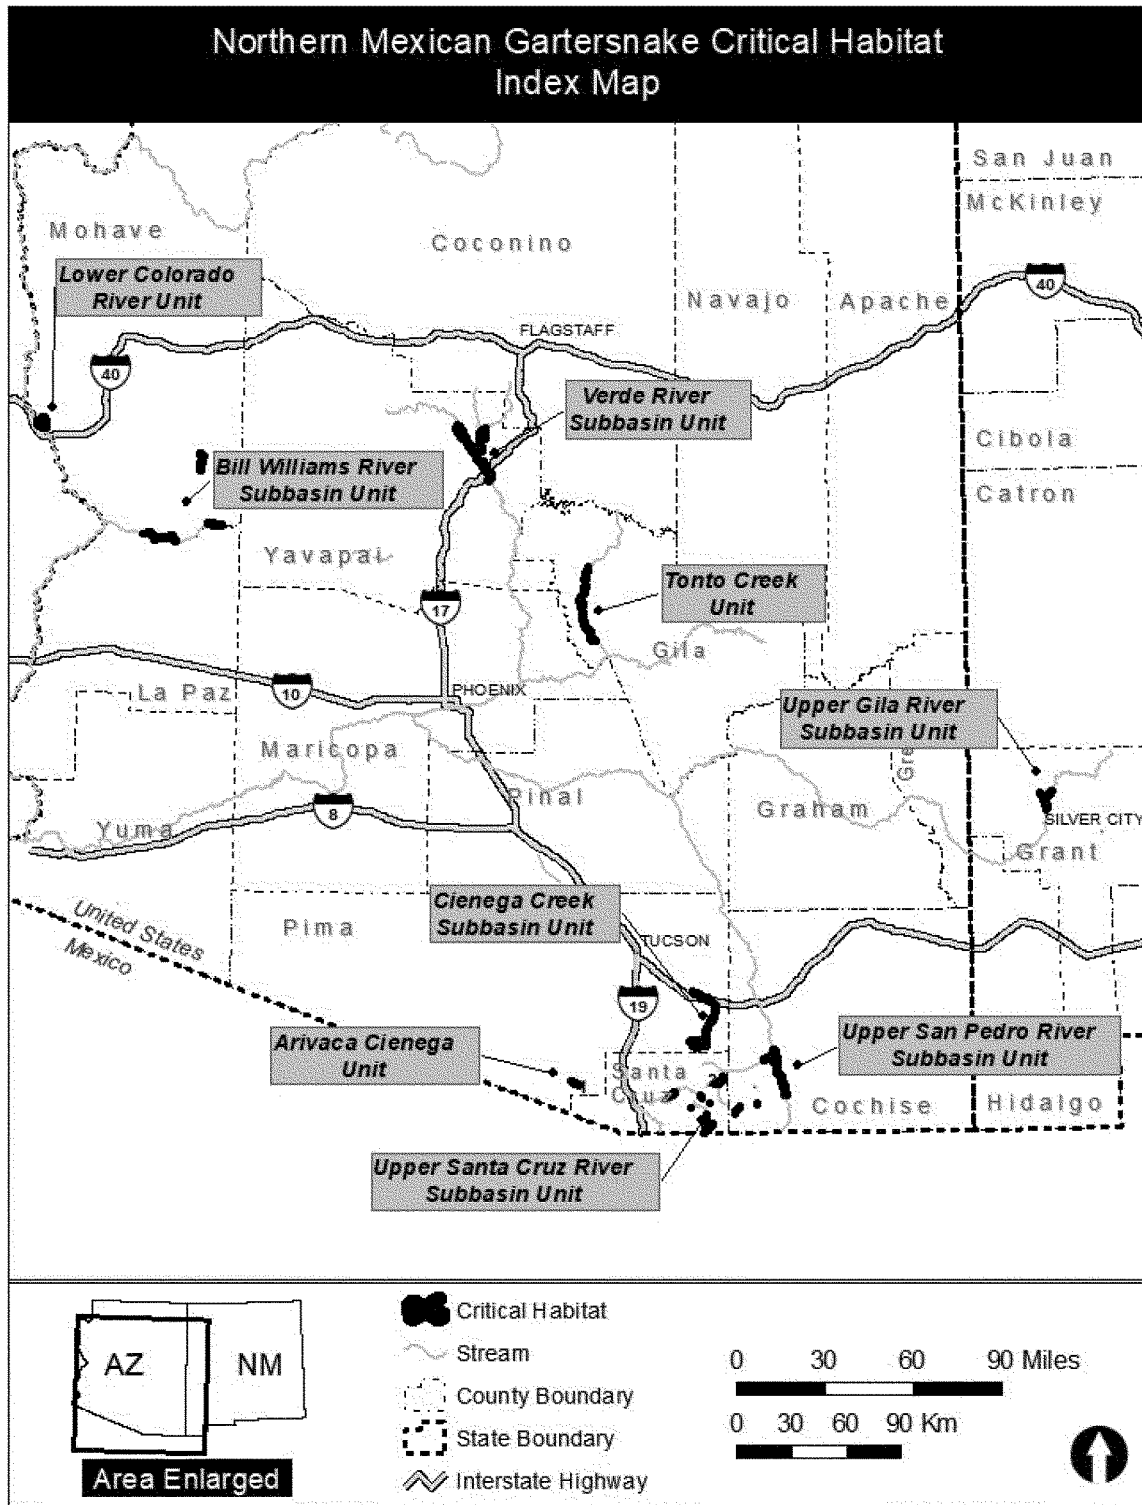 Northern Mexican Gartersnake Critical Habitat
Index Map
San Juan
McKinley
Mohave
Coconino
Lower Colorado
River Unit
Navajo
Apache
40
FLAGSTAFF
40
Verde River
Subbasin Unit
Cibola
Bill Williams River
Subbasin Unit
Catron
Yavapai
Tonto Creek
Unit
17
Gila
La Paz
10
PHOENIX
Upper Gila River
Subbasin Unit
Maricopa
Gre
Pinal
Graham
8
Yuma
SILVER CITY
Grant
Cienega Creek
Subbasin Unit
United States
Mexico
Pima
TUCSON
19
Upper San Pedro River
Subbasin Unit
Arivaca Cienega
Unit
Santa
Cruz
Cochise
Hidalgo
Upper Santa Cruz River
Subbasin Unit
AZ
NM
Area Enlarged
Critical Habitat
Stream
County Boundary
State Boundary
Interstate Highway
0 30 60 90 Miles
0 30 60 90 Km